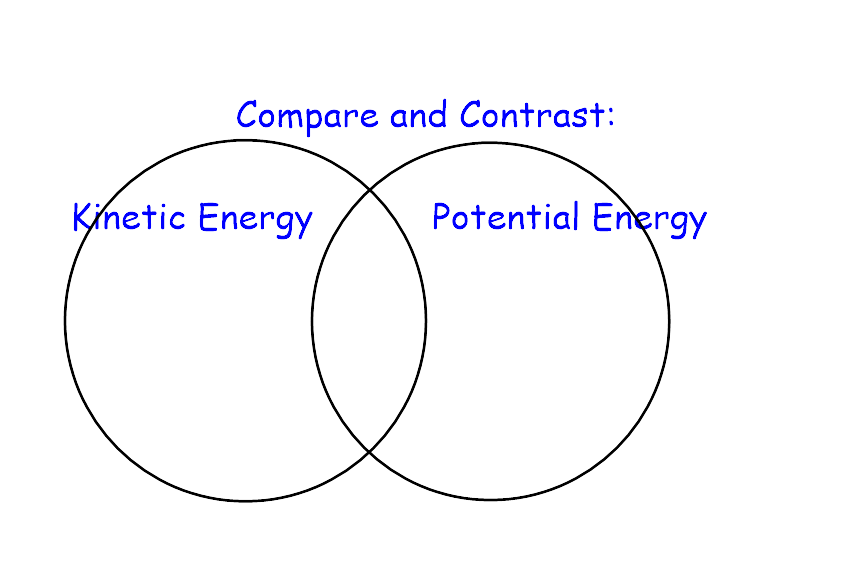 Compare and Contrast:
Kinetic Energy
Potential Energy